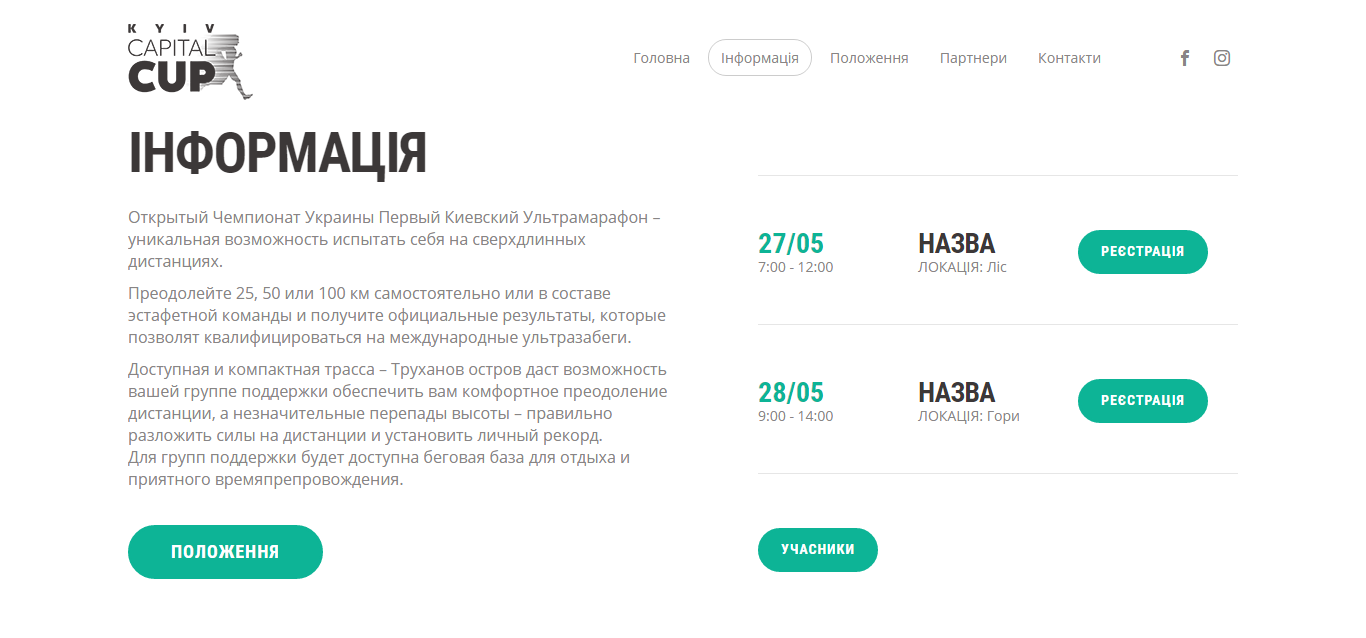 KYIV
CAPITAL
CUP
Головна
Інформація
Положення
Партнери
Контакти
ІНФОРМАЦІЯ
Открытый Чемпионат Украины Первый Киевский Ультрамарафон –
уникальная возможность испытать себя на сверхдлинных
дистанциях.
Преодолейте 25, 50 или 100 км самостоятельно или в составе
эстафетной команды и получите официальные результаты, которые
позволят квалифицироваться на международные ультразабеги.
Доступная и компактная трасса – Труханов остров даст возможность
вашей группе поддержки обеспечить вам комфортное преодоление
дистанции, а незначительные перепады высоты – правильно
разложить силы на дистанции и установить личный рекорд.
Для групп поддержки будет доступна беговая база для отдыха и
приятного времяпрепровождения.
ПОЛОЖЕННЯ
27/05
7:00 - 12:00
НАЗВА
ЛОКАЦІЯ: Ліс
РЕЄСТРАЦІЯ
28/05
9:00 - 14:00
НАЗВА
ЛОКАЦІЯ: Гори
РЕЄСТРАЦІЯ
УЧАСНИКИ